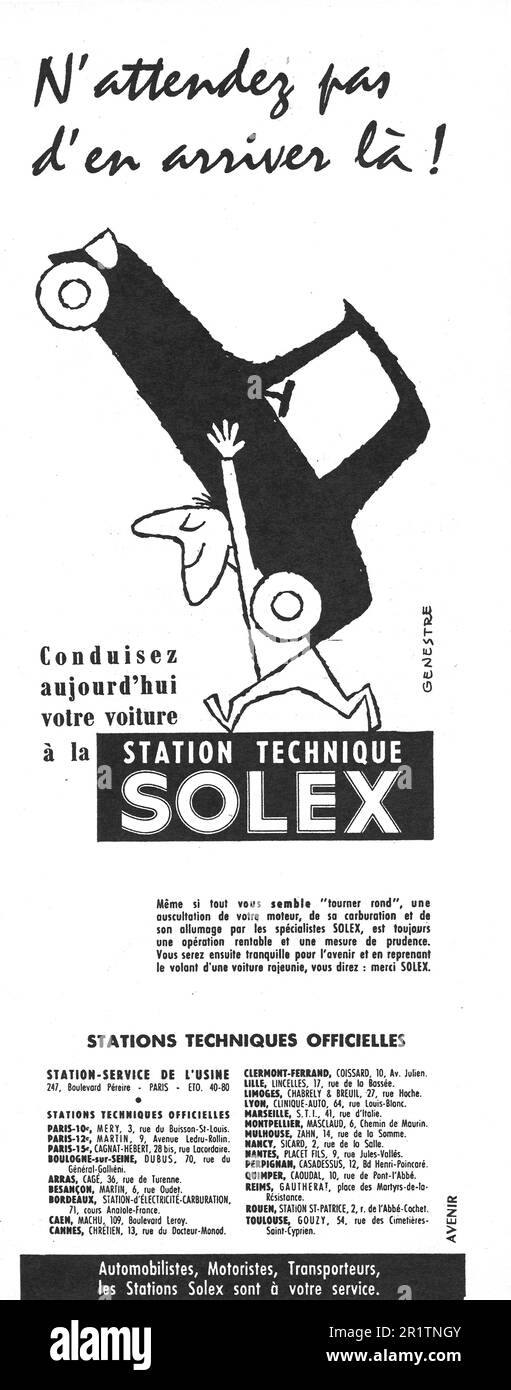 N'attendez pas
d'en arriver là !
GENESTRE
Conduisez
aujourd'hui
votre voiture
à la
STATION TECHNIQUE
SOLEX
Même si tout vous semble "tourner rond", une
auscultation de votre moteur, de sa carburation et de
son allumage par les spécialistes SOLEX, est toujours
une opération rentable et une mesure de prudence.
Vous serez ensuite tranquille pour l'avenir et en reprenant
le volant d'une voiture rajeunie, vous direz : merci SOLEX.
STATIONS TECHNIQUES OFFICIELLES
STATION-SERVICE DE L'USINE
247, Boulevard Péreire - PARIS - ETO. 40-80
STATIONS TECHNIQUES OFFICIELLES
PARIS-10e, MERY, 3, rue du Buisson-St-Louis.
PARIS-12e, MARTIN, 9, Avenue Ledru-Rollin.
PARIS-15e, CAGNAT-HEBERT, 28 bis, rue Lacordaire.
BOULOGNE-sur-SEINE, DUBUS, 70, rue du
Général-Galliéni.
ARRAS, CAGE, 36, rue de Turenne.
BESANÇON, MARTIN, 6, rue Oudet.
BORDEAUX, STATION-d'ÉLECTRICITÉ-CARBURATION,
71, cours Anatole-France.
CAEN, MACHU, 109, Boulevard Leroy.
CANNES, CHRÉTIEN, 13, rue du Docteur-Monod.
CLERMONT-FERRAND, COISSARD, 10, Av. Julien.
LILLE, LINCELLES, 17, rue de la Bassée.
LIMOGES, CHABRELY & BREUIL, 27, rue Hoche.
LYON, CLINIQUE-AUTO, 64, rue Louis-Blanc.
MARSEILLE, S.T.I., 41, rue d'Italie.
MONTPELLIER, MASCLAUD, 6, Chemin de Maurin.
MULHOUSE, ZAHN, 14, rue de la Somme.
NANCY, SICARD, 2, rue de la Salle.
NANTES, PLACET FILS, 9, rue Jules-Vallès.
PERPIGNAN, CASADESSUS, 12, Bd Henri-Poincaré.
QUIMPER, CAOUDAL, 10, rue de Pont-l'Abbé.
REIMS, GAUTHERAT, place des Martyrs-de-la-
Résistance.
ROUEN, STATION ST-PATRICE, 2, r. de l'Abbé-Cochet.
TOULOUSE, GOUZY, 54, rue des Cimetières-
Saint-Cyprien.
AVENIR
Automobilistes, Motoristes, Transporteurs,
les Stations Solex sont à votre service.
alamy
Image ID: 2R1TNGY
www.alamy.com